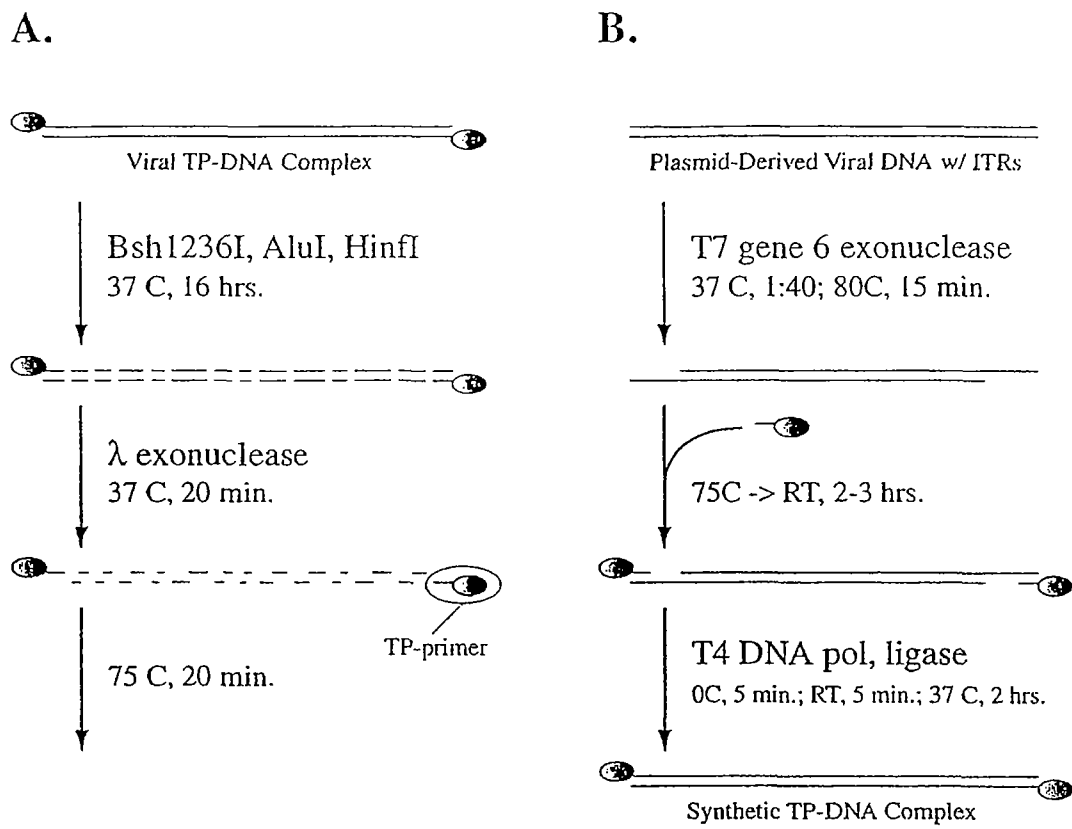 A.
Viral TP-DNA Complex
Bsh1236I, AluI, HinfI
37 C, 16 hrs.
λ exonuclease
37 C, 20 min.
TP-primer
75 C, 20 min.
B.
Plasmid-Derived Viral DNA w/ ITRs
T7 gene 6 exonuclease
37 C, 1:40; 80C, 15 min.
75C -> RT, 2-3 hrs.
T4 DNA pol, ligase
0C, 5 min.; RT, 5 min.; 37 C, 2 hrs.
Synthetic TP-DNA Complex